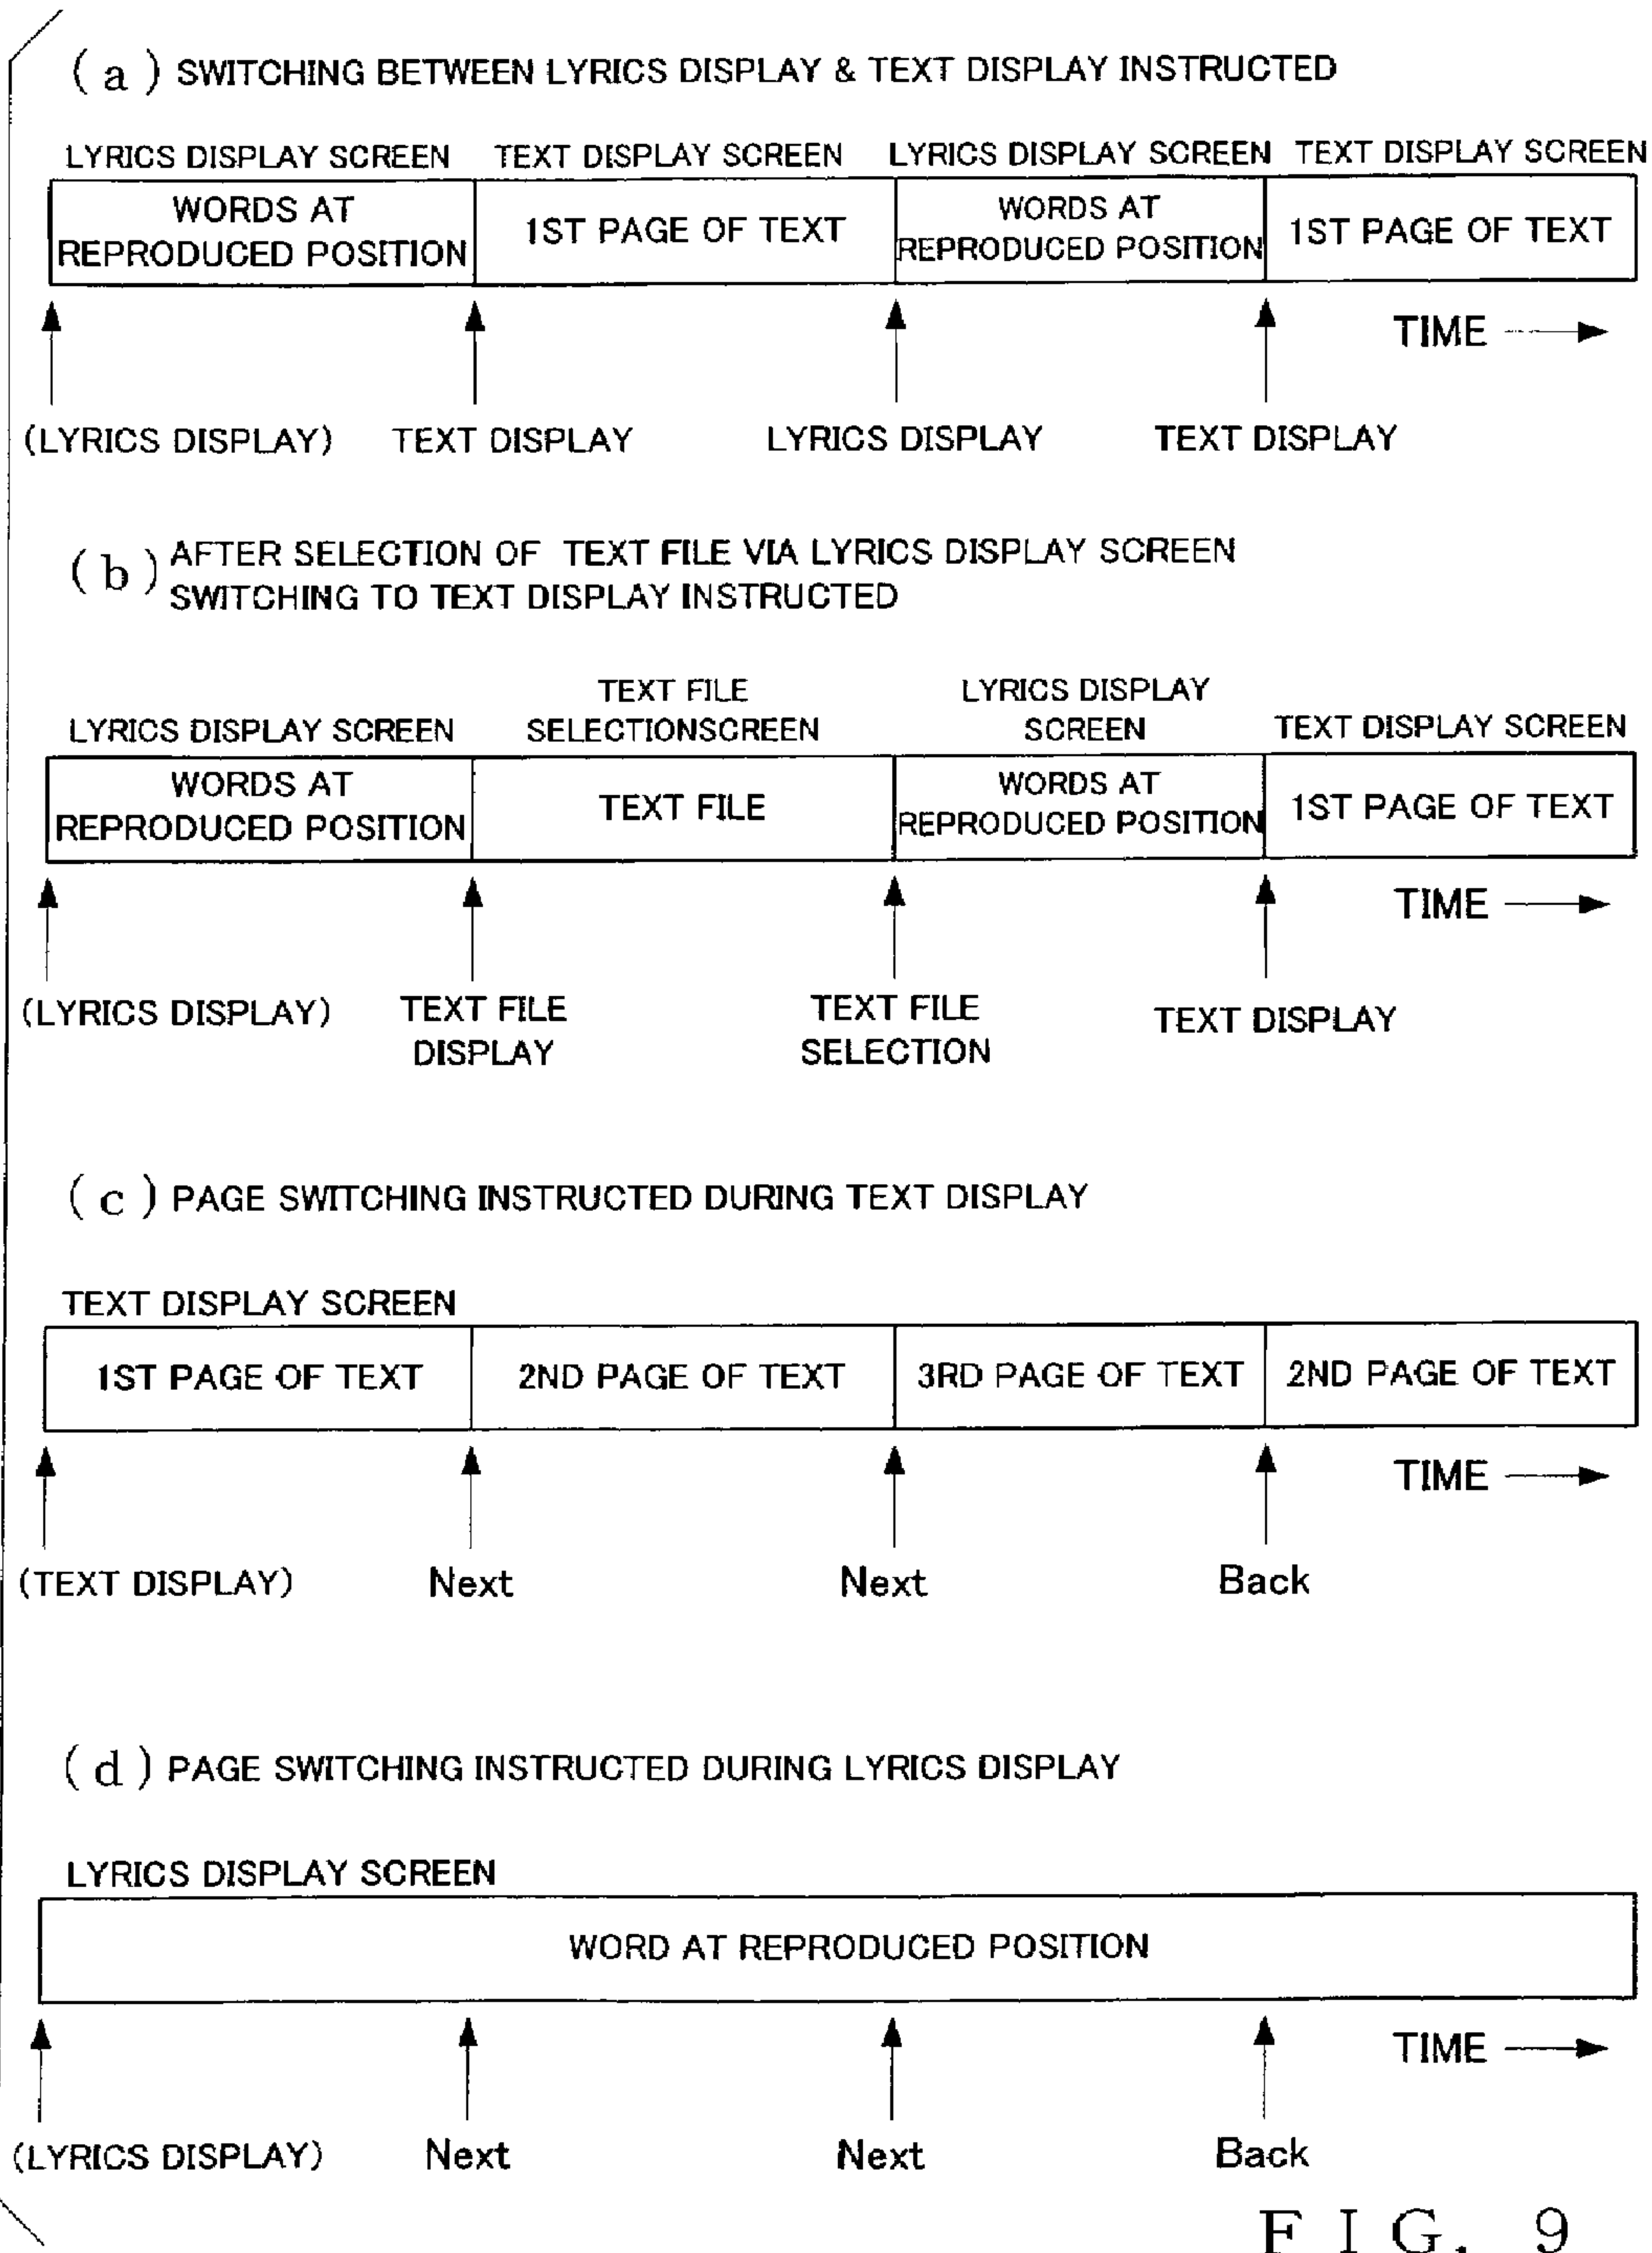 (a) SWITCHING BETWEEN LYRICS DISPLAY & TEXT DISPLAY INSTRUCTED
LYRICS DISPLAY SCREEN TEXT DISPLAY SCREEN LYRICS DISPLAY SCREEN TEXT DISPLAY SCREEN
WORDS AT
REPRODUCED POSITION
1ST PAGE OF TEXT
WORDS AT
REPRODUCED POSITION
1ST PAGE OF TEXT
TIME
(LYRICS DISPLAY) TEXT DISPLAY LYRICS DISPLAY TEXT DISPLAY
(b) AFTER SELECTION OF TEXT FILE VIA LYRICS DISPLAY SCREEN
SWITCHING TO TEXT DISPLAY INSTRUCTED
LYRICS DISPLAY SCREEN
TEXT FILE
SELECTIONSCREEN
LYRICS DISPLAY
SCREEN
TEXT DISPLAY SCREEN
WORDS AT
REPRODUCED POSITION
TEXT FILE
WORDS AT
REPRODUCED POSITION
1ST PAGE OF TEXT
TIME
(LYRICS DISPLAY)
TEXT FILE
DISPLAY
TEXT FILE
SELECTION
TEXT DISPLAY
(c) PAGE SWITCHING INSTRUCTED DURING TEXT DISPLAY
TEXT DISPLAY SCREEN
1ST PAGE OF TEXT 2ND PAGE OF TEXT 3RD PAGE OF TEXT 2ND PAGE OF TEXT
TIME
(TEXT DISPLAY) Next Next Back
(d) PAGE SWITCHING INSTRUCTED DURING LYRICS DISPLAY
LYRICS DISPLAY SCREEN
WORD AT REPRODUCED POSITION
TIME
(LYRICS DISPLAY) Next Next Back
FIG. 9